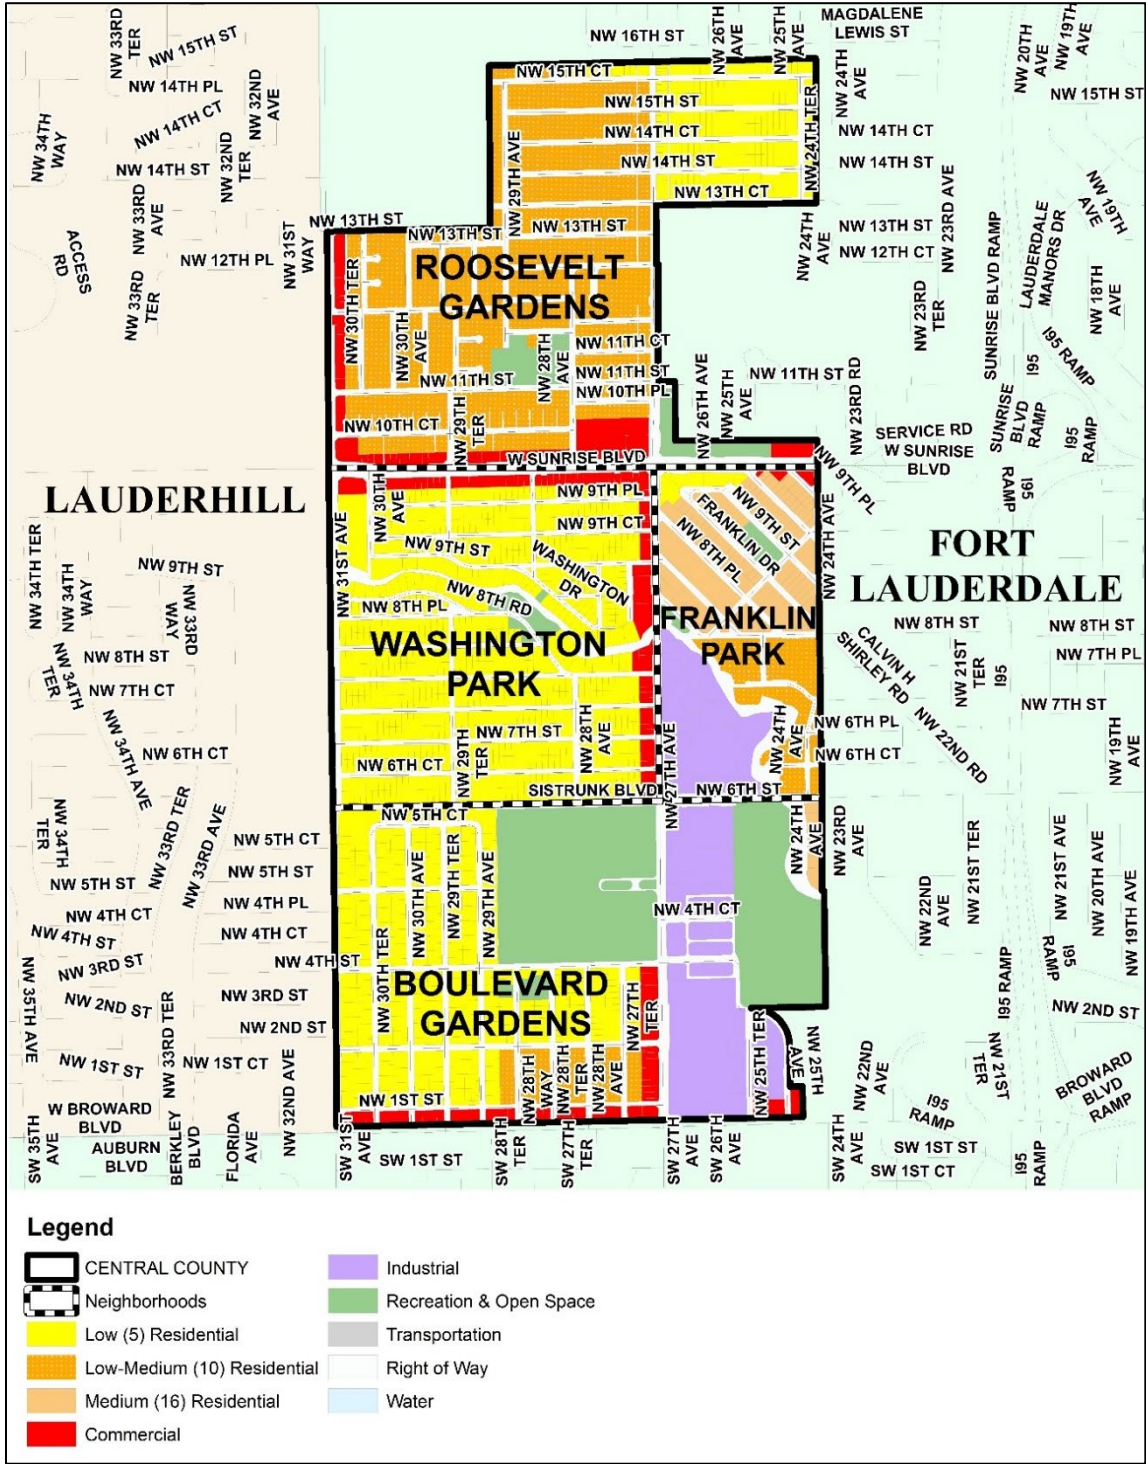 NW 33RD
TER
NW 15TH ST
NW 14TH PL
NW 14TH CT
NW 32ND
AVE
NW 34TH
WAY
NW 14TH ST
NW 32ND
TER
NW 33RD
AVE
ACCESS
RD
NW 12TH PL
NW 31ST
WAY
NW 33RD
TER
NW 16TH ST
NW 26TH
AVE
NW 25TH
AVE
MAGDALENE
LEWIS ST
NW 24TH
AVE
NW 20TH
AVE
NW 19TH
AVE
NW 15TH ST
NW 15TH CT
NW 15TH ST
NW 14TH CT
NW 14TH ST
NW 13TH CT
NW 29TH AVE
NW 24TH TER
NW 14TH CT
NW 14TH ST
NW 13TH ST
NW 12TH CT
NW 23RD AVE
NW 24TH
AVE
NW 23RD
TER
SUNRISE BLVD RAMP
LAUDERDALE
MANORS DR
NW 19TH
AVE
NW 18TH
AVE
NW 13TH ST
NW 13TH ST
NW 13TH ST
ROOSEVELT
GARDENS
NW 30TH TER
NW 30TH
AVE
NW 28TH
AVE
NW 11TH CT
NW 11TH ST
NW 11TH ST
NW 10TH PL
NW 10TH CT
NW 29TH
TER
W SUNRISE BLVD
NW 26TH AVE
NW 25TH
AVE
NW 11TH ST
NW 23RD RD
SERVICE RD
W SUNRISE
BLVD
SUNRISE
BLVD
RAMP
I95
I95 RAMP
I95
RAMP
I95
RAMP
NW 9TH PL
LAUDERHILL
NW 31ST AVE
NW 30TH
AVE
NW 9TH PL
NW 9TH CT
NW 9TH ST
WASHINGTON
DR
NW 8TH RD
NW 8TH PL
WASHINGTON
PARK
NW 7TH ST
NW 6TH CT
NW 29TH
TER
NW 28TH
AVE
SISTRUNK BLVD
NW 27TH AVE
NW 9TH ST
FRANKLIN DR
NW 8TH PL
FRANKLIN
PARK
NW 24TH AVE
NW 24TH
AVE
NW 6TH PL
NW 6TH CT
NW 6TH ST
FORT
LAUDERDALE
NW 8TH ST
NW 8TH ST
CALVIN H
SHIRLEY RD
NW 21ST
TER
I95
NW 7TH PL
NW 7TH ST
NW 22ND RD
NW 19TH
AVE
NW 34TH TER
NW 34TH
WAY
NW 9TH ST
NW 33RD
WAY
NW 8TH ST
NW 34TH
TER
NW 7TH CT
NW 6TH CT
NW 34TH AVE
NW 33RD TER
NW 33RD AVE
NW 34TH
TER
NW 5TH CT
NW 5TH ST
NW 5TH ST
NW 4TH PL
NW 4TH CT
NW 4TH CT
NW 4TH ST
NW 4TH ST
NW 3RD ST
NW 3RD ST
NW 2ND ST
NW 2ND ST
NW 35TH AVE
NW 33RD TER
NW 1ST ST
NW 1ST CT
NW 32ND AVE
W BROWARD
BLVD
SW 35TH
AVE
AUBURN
BLVD
BERKLEY
BLVD
FLORIDA
AVE
NW 5TH CT
NW 30TH AVE
NW 29TH TER
NW 29TH AVE
NW 30TH TER
BOULEVARD
GARDENS
NW 27TH
TER
NW 28TH
WAY
NW 28TH
TER
NW 28TH
AVE
NW 1ST ST
NW 4TH CT
NW 24TH
AVE
NW 23RD
AVE
NW 25TH TER
NW 25TH
AVE
NW 22ND
AVE
NW 21ST TER
NW 21ST AVE
NW 20TH AVE
NW 19TH AVE
I95 RAMP
I95
RAMP
NW 2ND ST
NW 22ND
AVE
NW 21ST
TER
I95
RAMP
BROWARD
BLVD
RAMP
SW 31ST
AVE
SW 1ST ST
SW 28TH
TER
SW 27TH
TER
SW 27TH
AVE
SW 26TH
AVE
SW 24TH
AVE
SW 1ST ST
SW 1ST CT
I95
RAMP
Legend
CENTRAL COUNTY
Neighborhoods
Low (5) Residential
Low-Medium (10) Residential
Medium (16) Residential
Commercial
Industrial
Recreation & Open Space
Transportation
Right of Way
Water